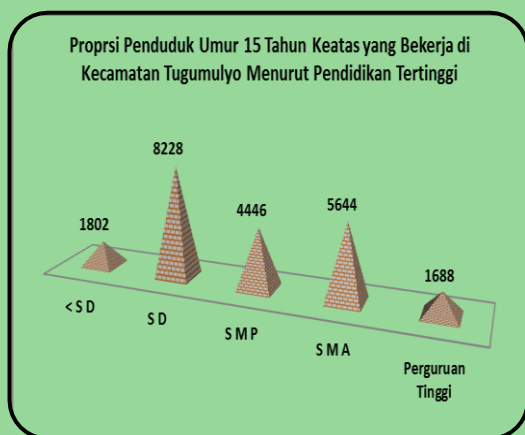 Proprsi Penduduk Umur 15 Tahun Keatas yang Bekerja di
Kecamatan Tugumulyo Menurut Pendidikan Tertinggi
1802
8228
4446
5644
1688
< S D
S D
S M P
S M A
Perguruan
Tinggi